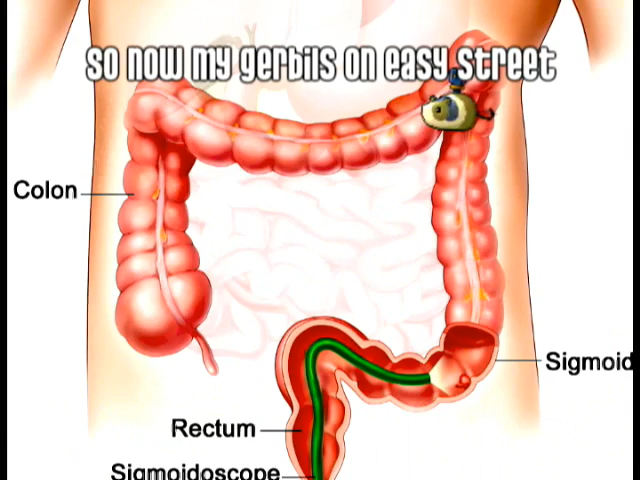 so now my gerbils on easy street
Colon
Sigmoid
Rectum
Sigmoidoscope